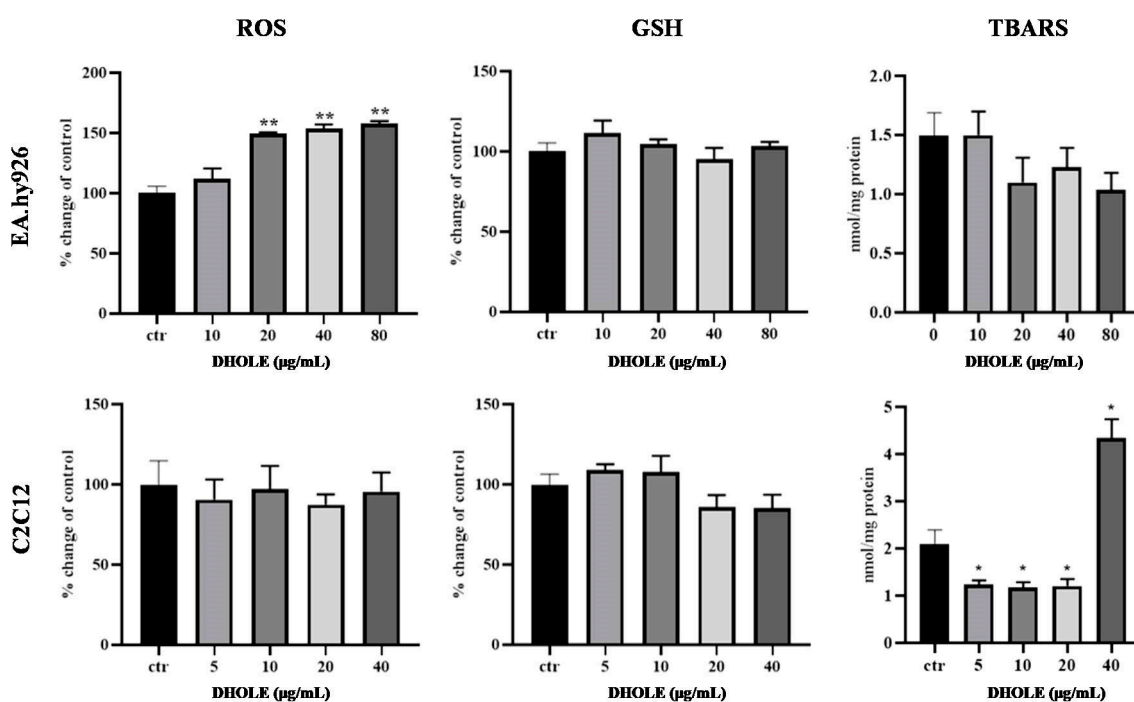 ROS
GSH
TBARS
EA.hy926
% change of control
200
150
100
50
0
** ** **
ctr 10 20 40 80
DHOLE (µg/mL)
% change of control
150
100
50
0
ctr 10 20 40 80
DHOLE (µg/mL)
nmol/mg protein
2.0
1.5
1.0
0.5
0.0
0 10 20 40 80
DHOLE (µg/mL)
C2C12
% change of control
150
100
50
0
ctr 5 10 20 40
DHOLE (µg/mL)
% change of control
150
100
50
0
ctr 5 10 20 40
DHOLE (µg/mL)
nmol/mg protein
5
4
3
2
1
0
* * * *
ctr 5 10 20 40
DHOLE (µg/mL)